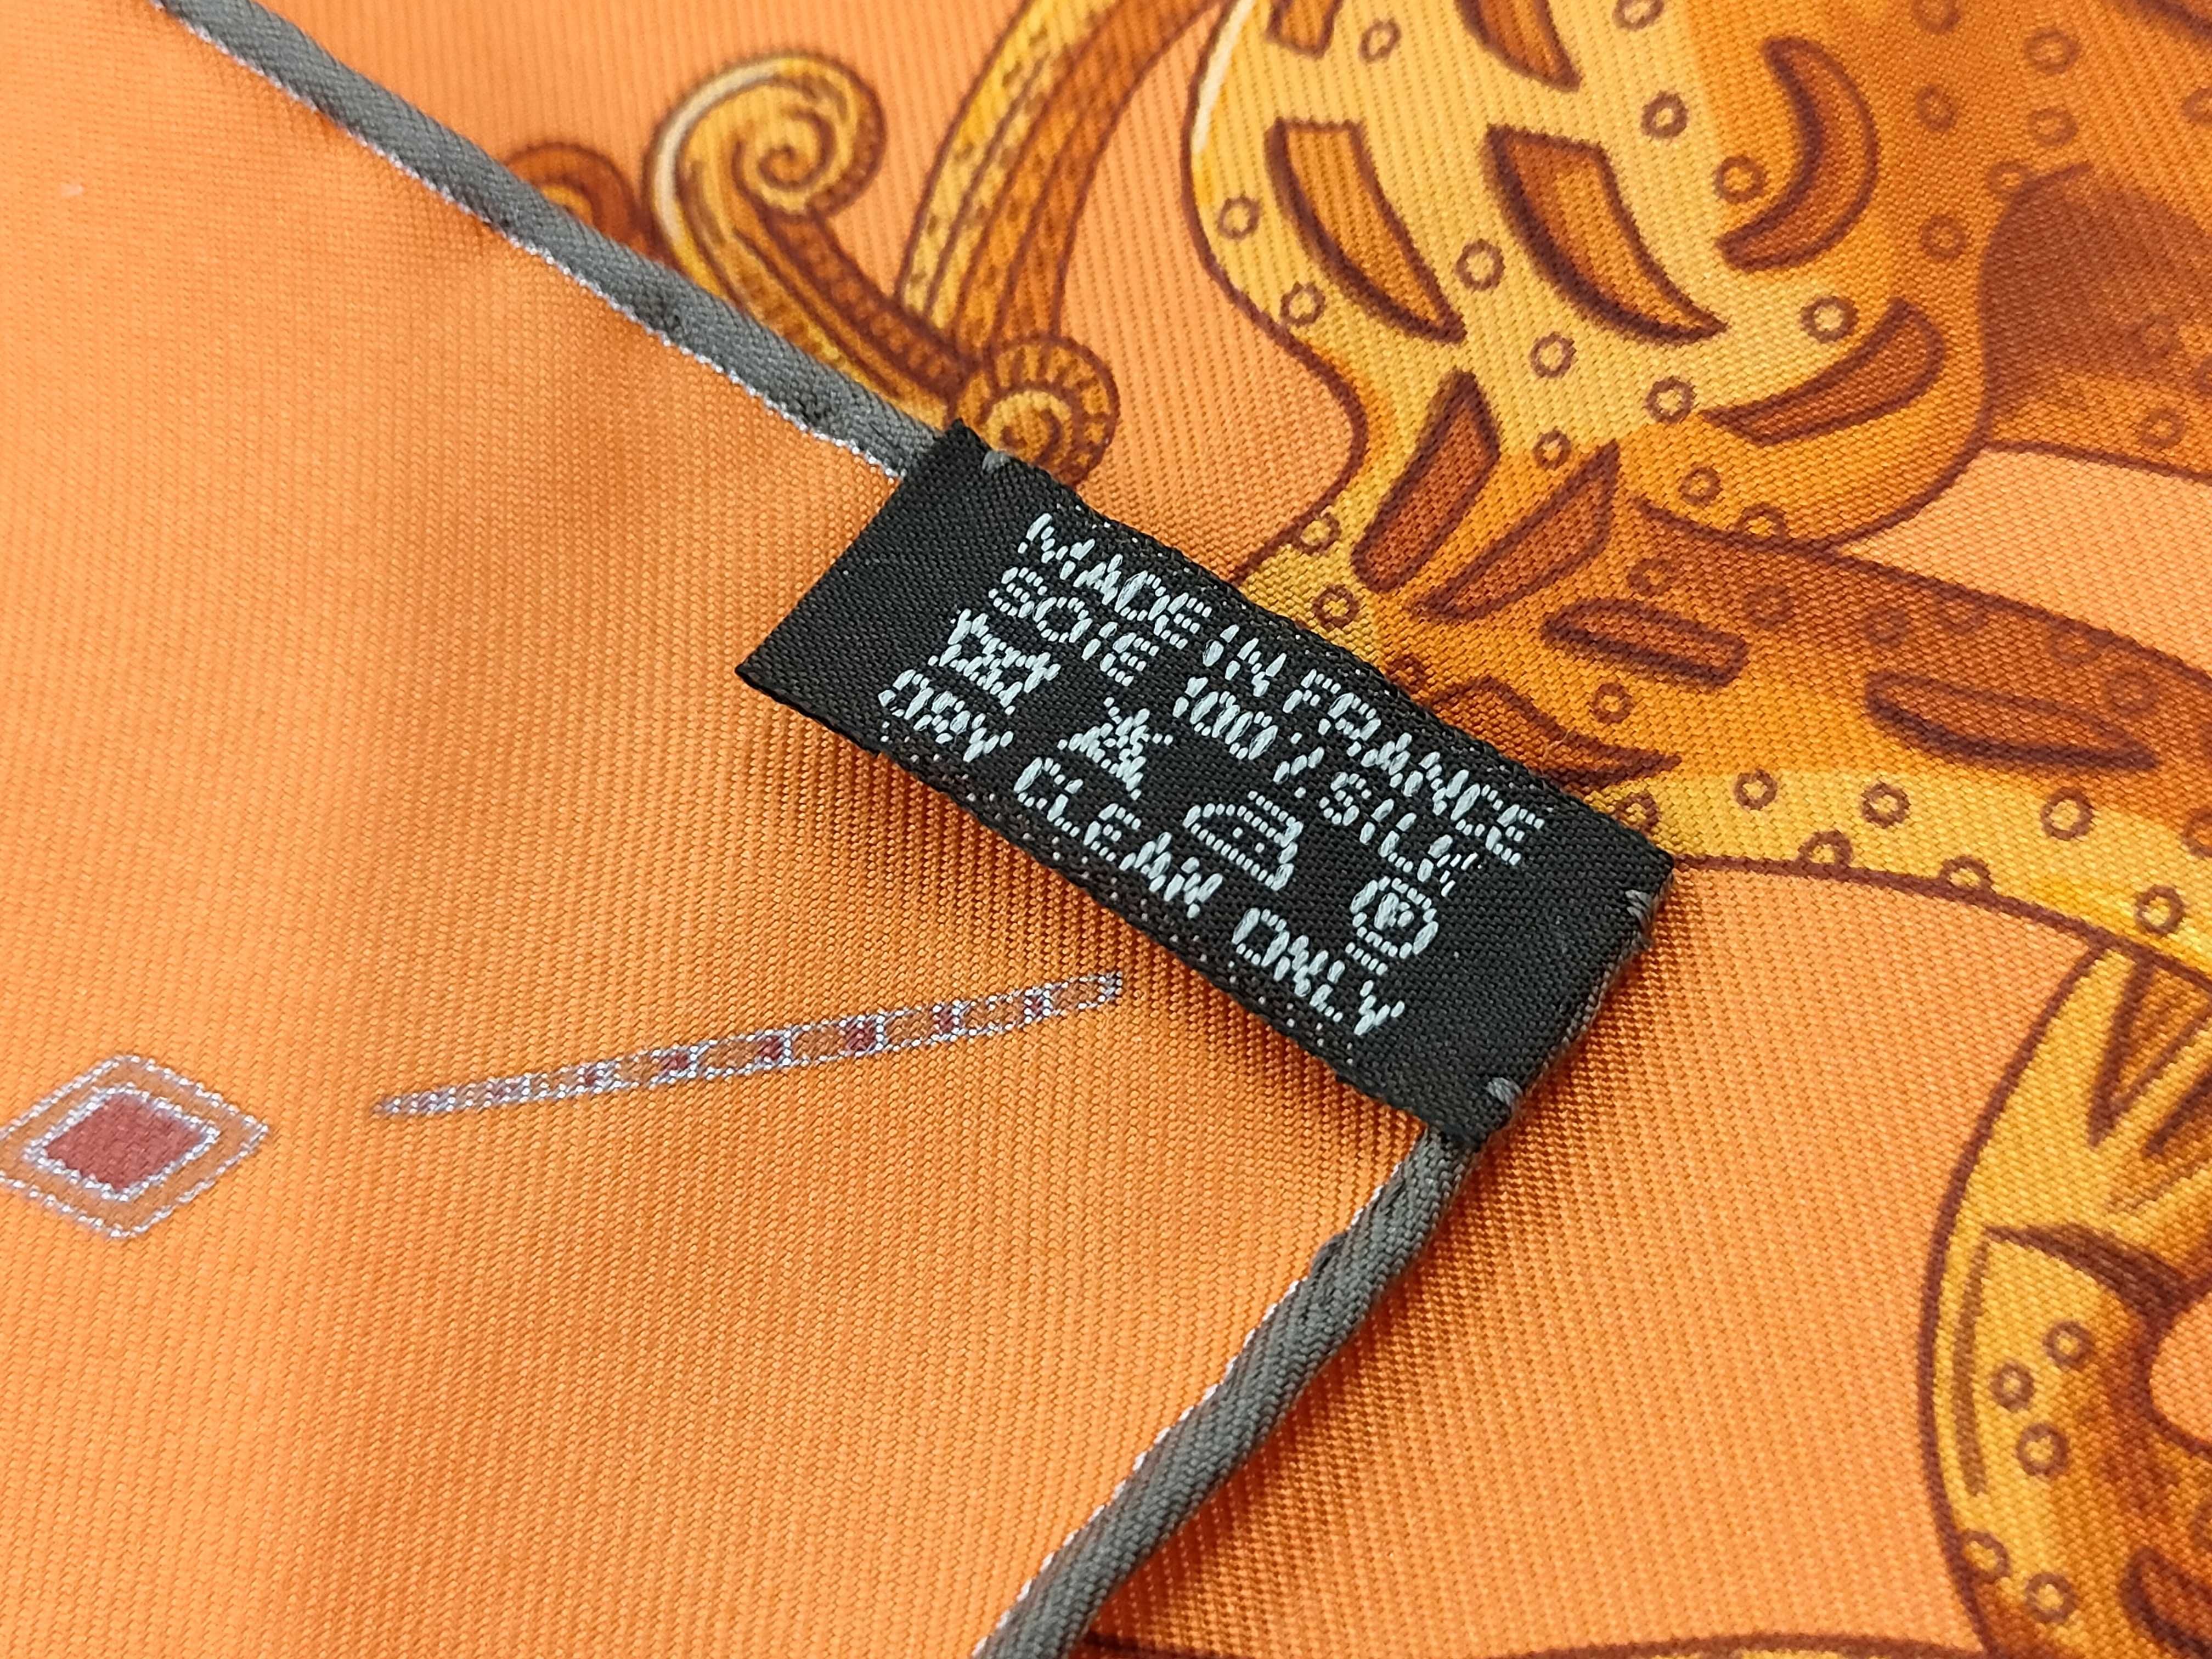 MADE IN FRANCE
SOIE 100% SILK
P
DRY CLEAN ONLY